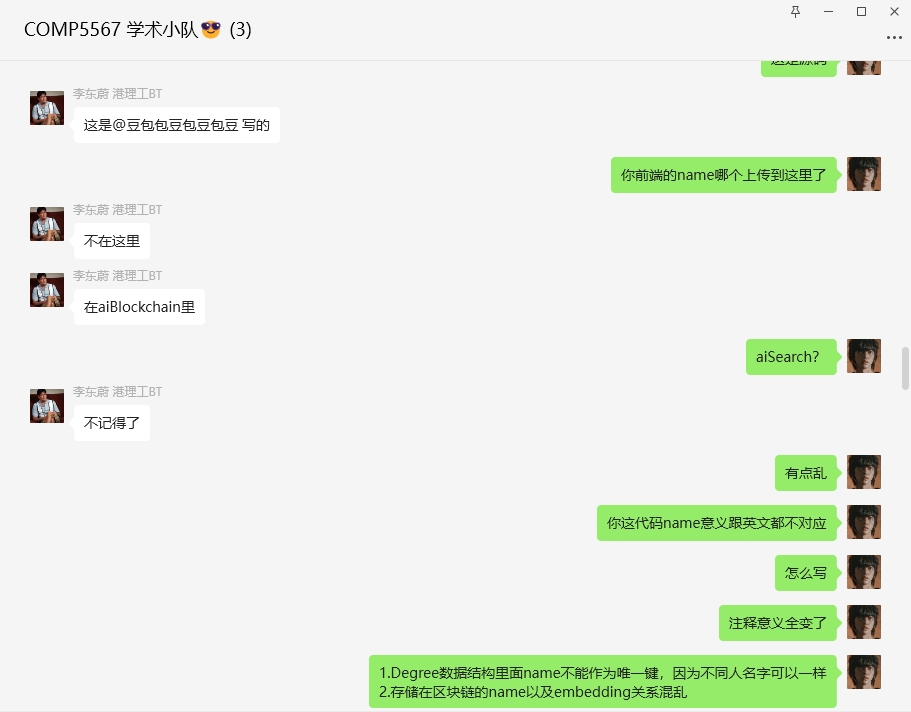 COMP5567 学术小队😎 (3)
这是源码
李东蔚 港理工BT
这是@豆包包豆包豆包豆 写的
你前端的name哪个上传到这里了
李东蔚 港理工BT
不在这里
李东蔚 港理工BT
在aiBlockchain里
aiSearch?
李东蔚 港理工BT
不记得了
有点乱
你这代码name意义跟英文都不对应
怎么写
注释意义全变了
1.Degree数据结构里面name不能作为唯一键，因为不同人名字可以一样
2.存储在区块链的name以及embedding关系混乱